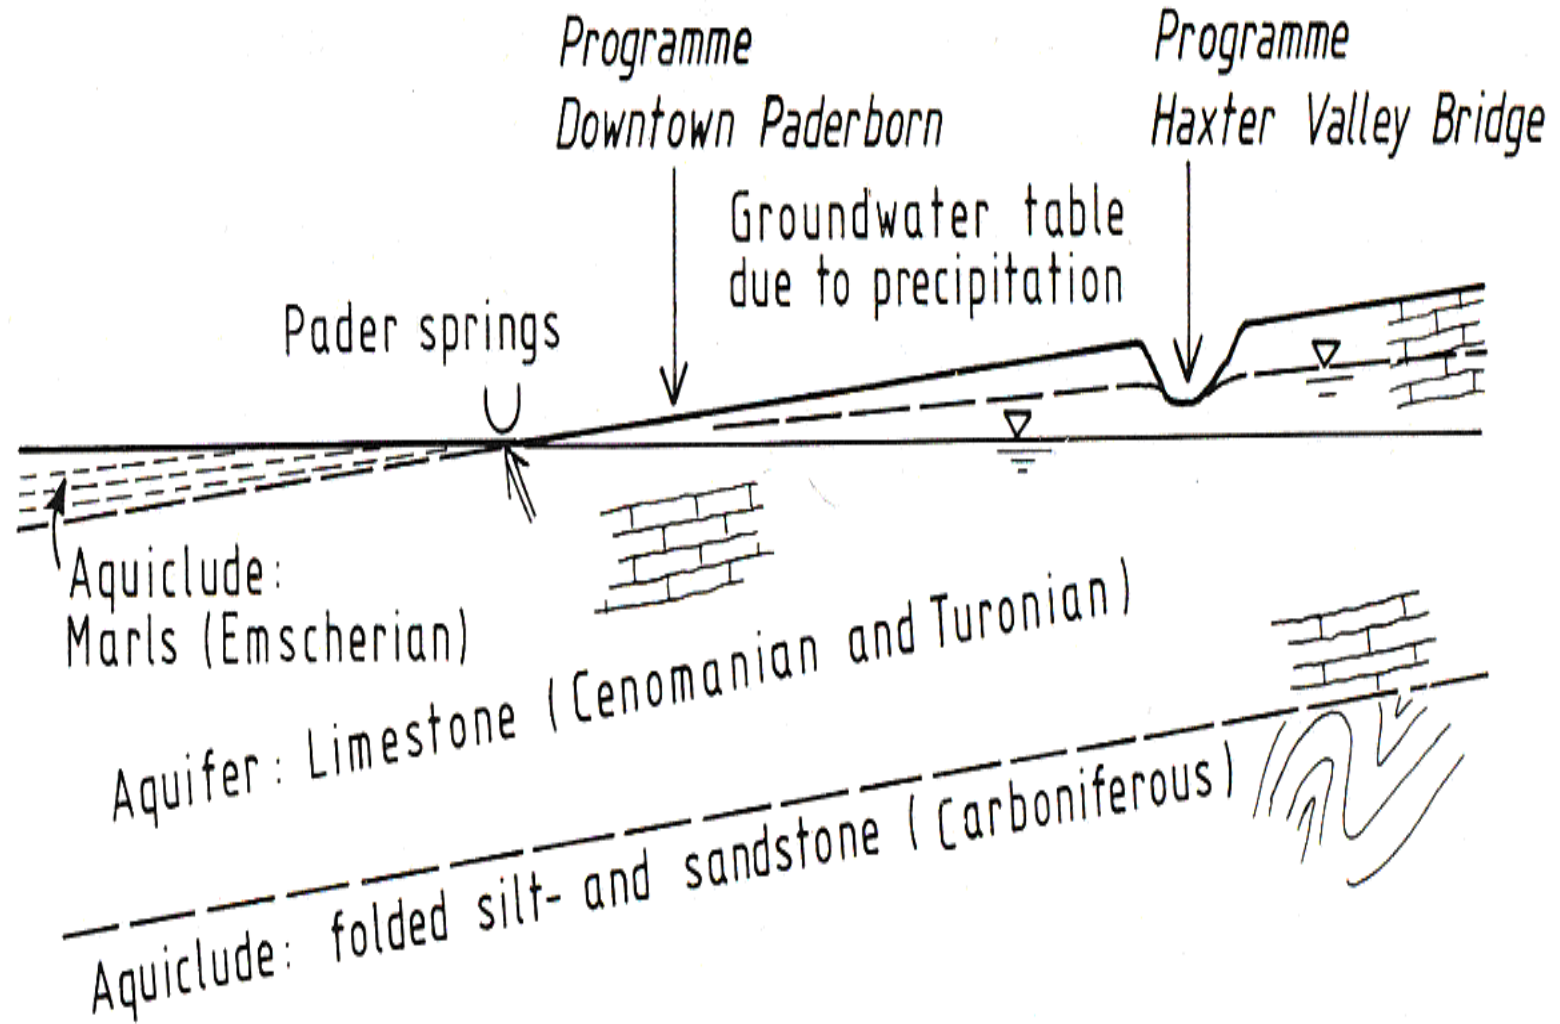 Programme
Downtown Paderborn
Programme
Haxter Valley Bridge
Groundwater table
due to precipitation
Pader springs
Aquiclude:
Marls (Emscherian)
Aquifer: Limestone (Cenomanian and Turonian)
Aquiclude: folded silt- and sandstone (Carboniferous)